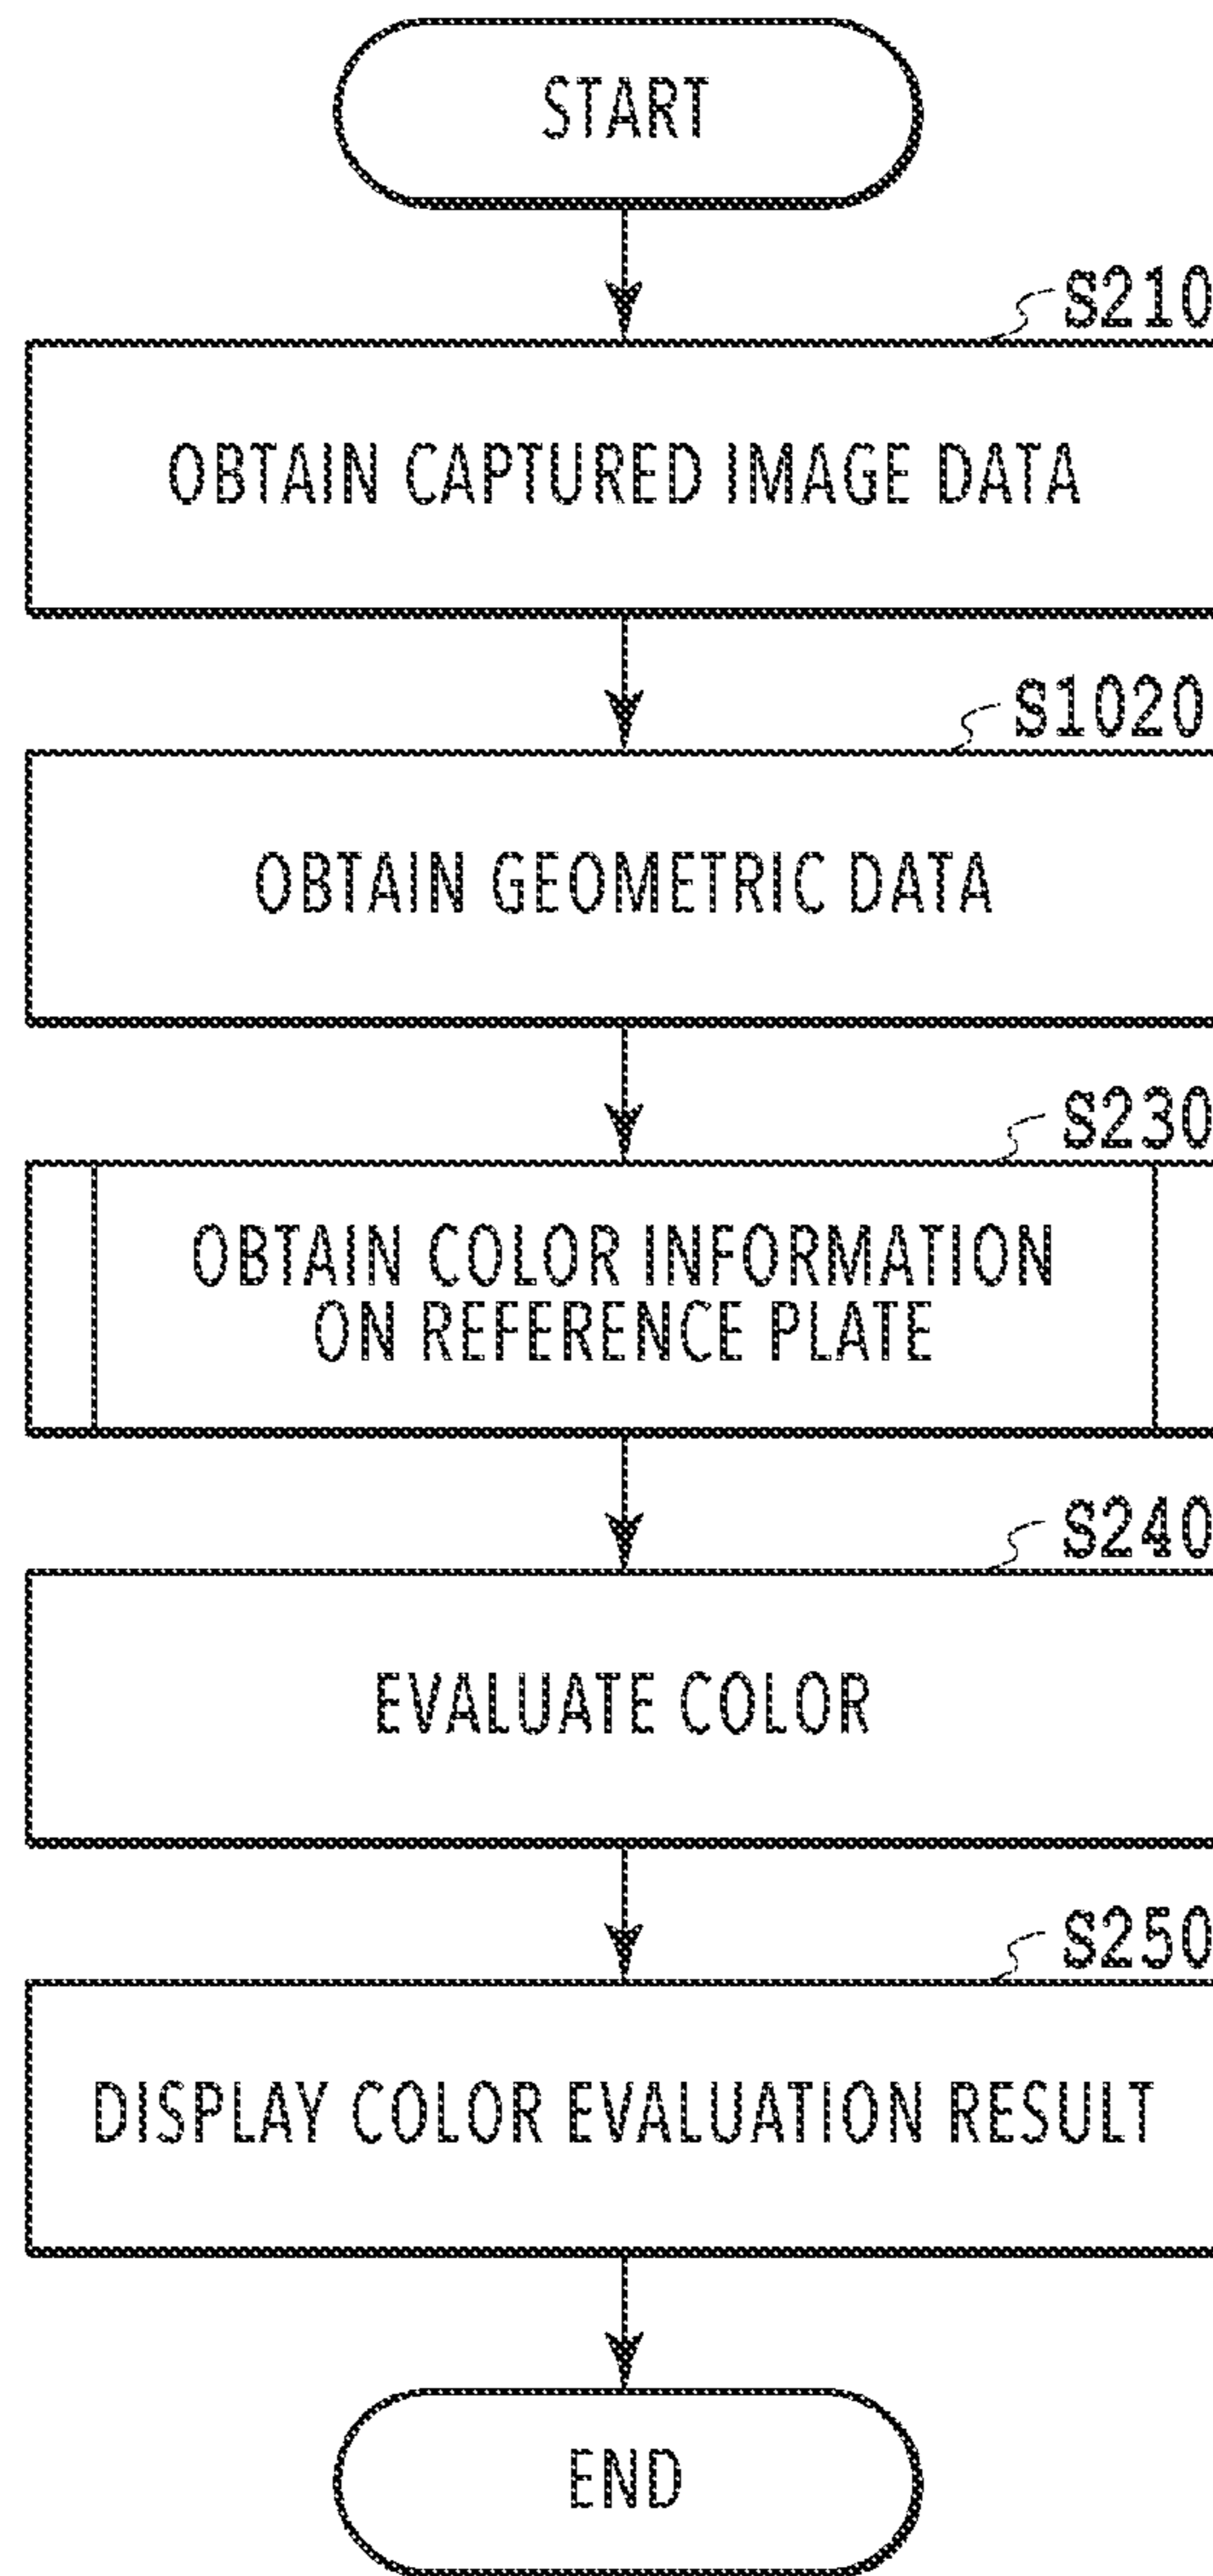 START
S210
OBTAIN CAPTURED IMAGE DATA
S1020
OBTAIN GEOMETRIC DATA
S230
OBTAIN COLOR INFORMATION
ON REFERENCE PLATE
S240
EVALUATE COLOR
S250
DISPLAY COLOR EVALUATION RESULT
END